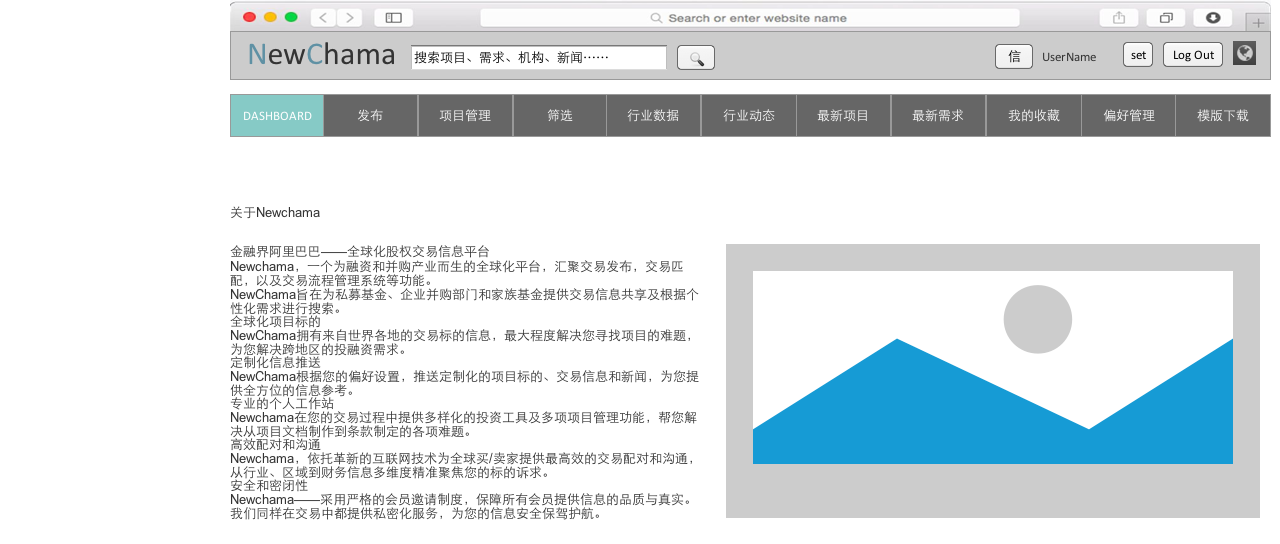 Search or enter website name
NewChama
搜索项目、需求、机构、新闻······
信
UserName
set
Log Out
DASHBOARD
发布
项目管理
筛选
行业数据
行业动态
最新项目
最新需求
我的收藏
偏好管理
模版下载
关于Newchama
金融界阿里巴巴——全球化股权交易信息平台
Newchama，一个为融资和并购产业而生的全球化平台，汇聚交易发布，交易匹
配，以及交易流程管理系统等功能。
NewChama旨在为私募基金、企业并购部门和家族基金提供交易信息共享及根据个
性化需求进行搜索。
全球化项目标的
NewChama拥有来自世界各地的交易标的信息，最大程度解决您寻找项目的难题，
为您解决跨地区的投融资需求。
定制化信息推送
NewChama根据您的偏好设置，推送定制化的项目标的、交易信息和新闻，为您提
供全方位的信息参考。
专业的个人工作站
Newchama在您的交易过程中提供多样化的投资工具及多项项目管理功能，帮您解
决从项目文档制作到条款制定的各项难题。
高效配对和沟通
Newchama，依托革新的互联网技术为全球买/卖家提供最高效的交易配对和沟通，
从行业、区域到财务信息多维度精准聚焦您的标的诉求。
安全和密闭性
Newchama——采用严格的会员邀请制度，保障所有会员提供信息的品质与真实。
我们同样在交易中都提供私密化服务，为您的信息安全保驾护航。